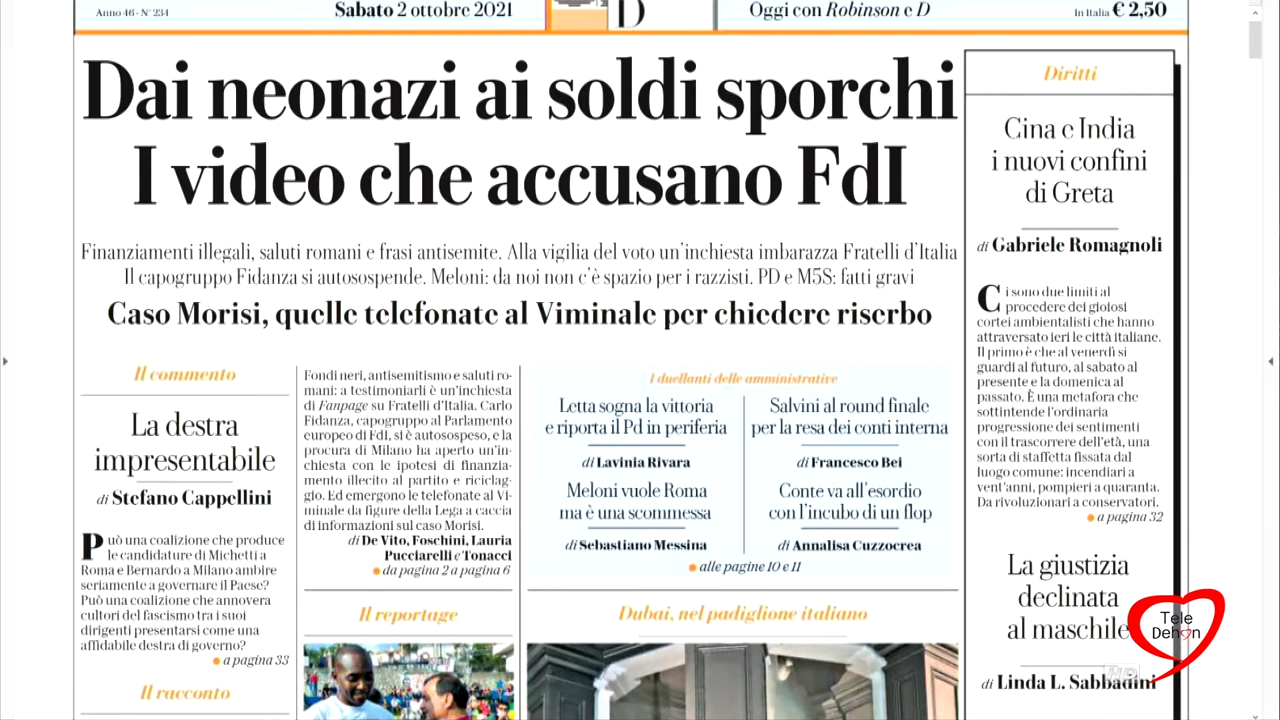 Anno 46 - N° 234
Sabato 2 ottobre 2021
D
Oggi con Robinson e D
In Italia € 2,50
Dai neonazi ai soldi sporchi
I video che accusano FdI
Finanziamenti illegali, saluti romani e frasi antisemite. Alla vigilia del voto un'inchiesta imbarazza Fratelli d'Italia
Il capogruppo Fidanza si autosospende. Meloni: da noi non c'è spazio per i razzisti. PD e M5S: fatti gravi
Caso Morisi, quelle telefonate al Viminale per chiedere riserbo
Il commento
La destra
impresentabile
di Stefano Cappellini
Può una coalizione che produce
le candidature di Michetti a
Roma e Bernardo a Milano ambire
seriamente a governare il Paese?
Può una coalizione che annovera
cultori del fascismo tra i suoi
dirigenti presentarsi come una
affidabile destra di governo?
a pagina 33
Il racconto
Fondi neri, antisemitismo e saluti ro-
mani: a testimoniarli è un'inchiesta
di Fanpage su Fratelli d'Italia. Carlo
Fidanza, capogruppo al Parlamento
europeo di FdI, si è autosospeso, e la
procura di Milano ha aperto un'in-
chiesta con le ipotesi di finanzia-
mento illecito al partito e riciclag-
gio. Ed emergono le telefonate al Vi-
minale da figure della Lega a caccia
di informazioni sul caso Morisi.
di De Vito, Foschini, Lauria
Pucciarelli e Tonacci
da pagina 2 a pagina 6
Il reportage
I duellanti delle amministrative
Letta sogna la vittoria
e riporta il Pd in periferia
di Lavinia Rivara
Meloni vuole Roma
ma è una scommessa
di Sebastiano Messina
Salvini al round finale
per la resa dei conti interna
di Francesco Bei
Conte va all'esordio
con l'incubo di un flop
di Annalisa Cuzzocrea
alle pagine 10 e 11
Dubai, nel padiglione italiano
Diritti
Cina e India
i nuovi confini
di Greta
di Gabriele Romagnoli
Ci sono due limiti al
procedere dei gioiosi
cortei ambientalisti che hanno
attraversato ieri le città italiane.
Il primo è che al venerdì si
guardi al futuro, al sabato al
presente e la domenica al
passato. È una metafora che
sottintende l'ordinaria
progressione dei sentimenti
con il trascorrere dell'età, una
sorta di staffetta fissata dal
luogo comune: incendiari a
vent'anni, pompieri a quaranta.
Da rivoluzionari a conservatori.
a pagina 32
La giustizia
declinata
al maschile
di Linda L. Sabbadini
Tele
Dehon
HD